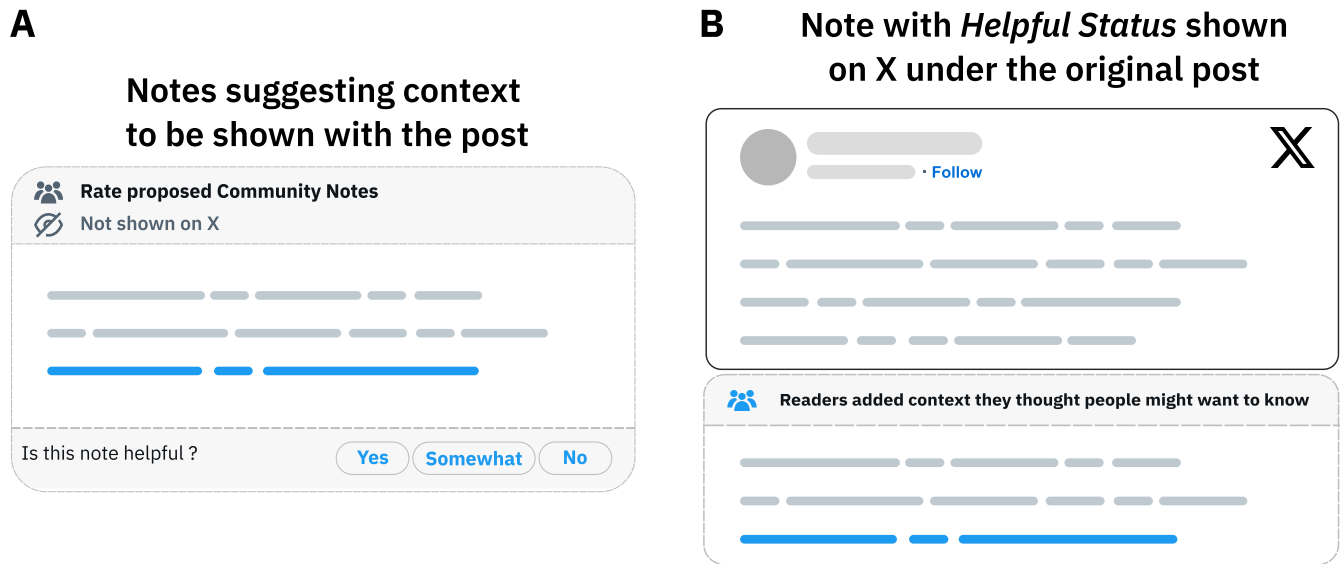 A
Notes suggesting context
to be shown with the post
Rate proposed Community Notes
Not shown on X
Is this note helpful ?
Yes
Somewhat
No
B
Note with Helpful Status shown
on X under the original post
X
· Follow
Readers added context they thought people might want to know